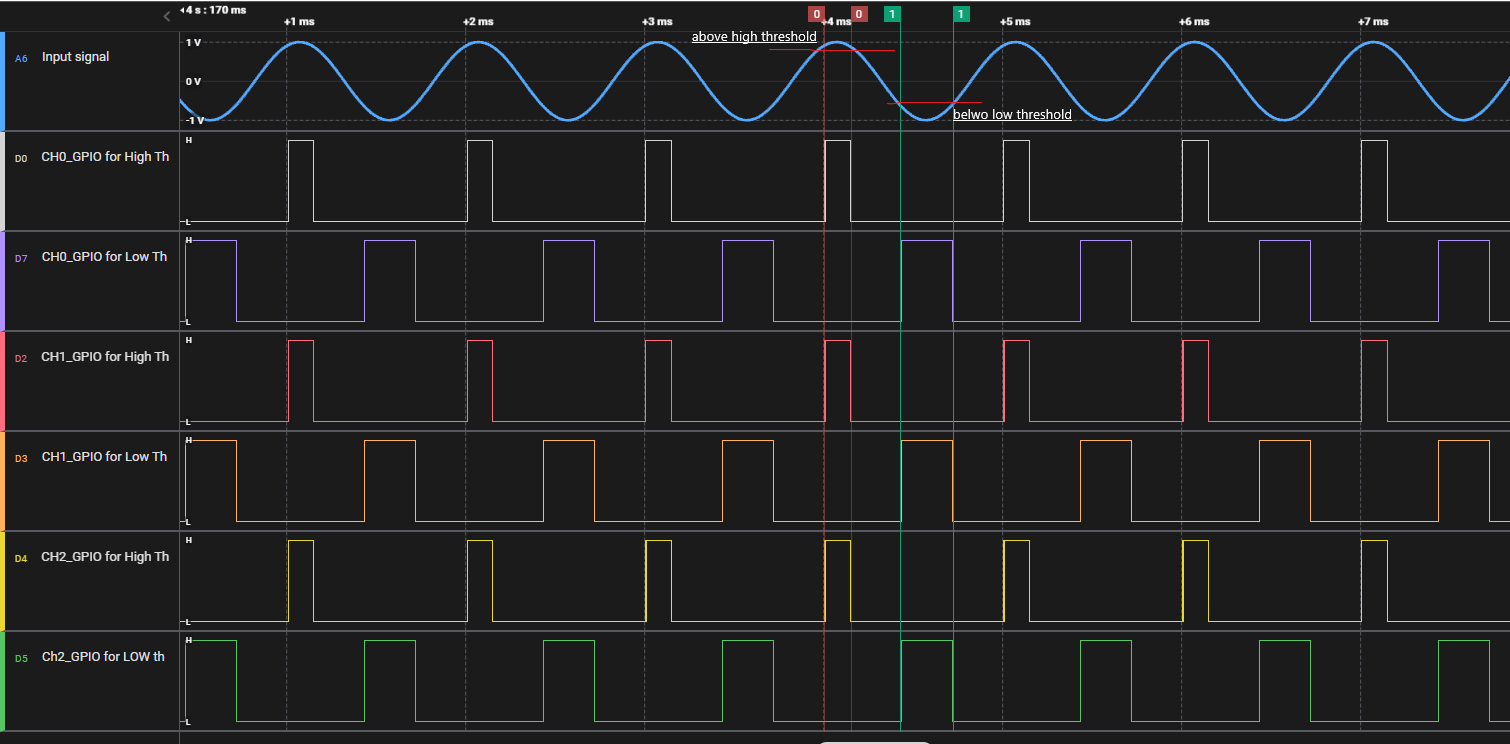 4 s : 170 ms
+1 ms +2 ms +3 ms 0 +4 ms 0 1 1 +5 ms +6 ms +7 ms
above high threshold
A6 Input signal 1 V
0 V
-1 V
belwo low threshold
D0 CH0_GPIO for High Th H
L
D7 CH0_GPIO for Low Th H
L
D2 CH1_GPIO for High Th H
L
D3 CH1_GPIO for Low Th H
L
D4 CH2_GPIO for High Th H
L
D5 Ch2_GPIO for LOW th H
L